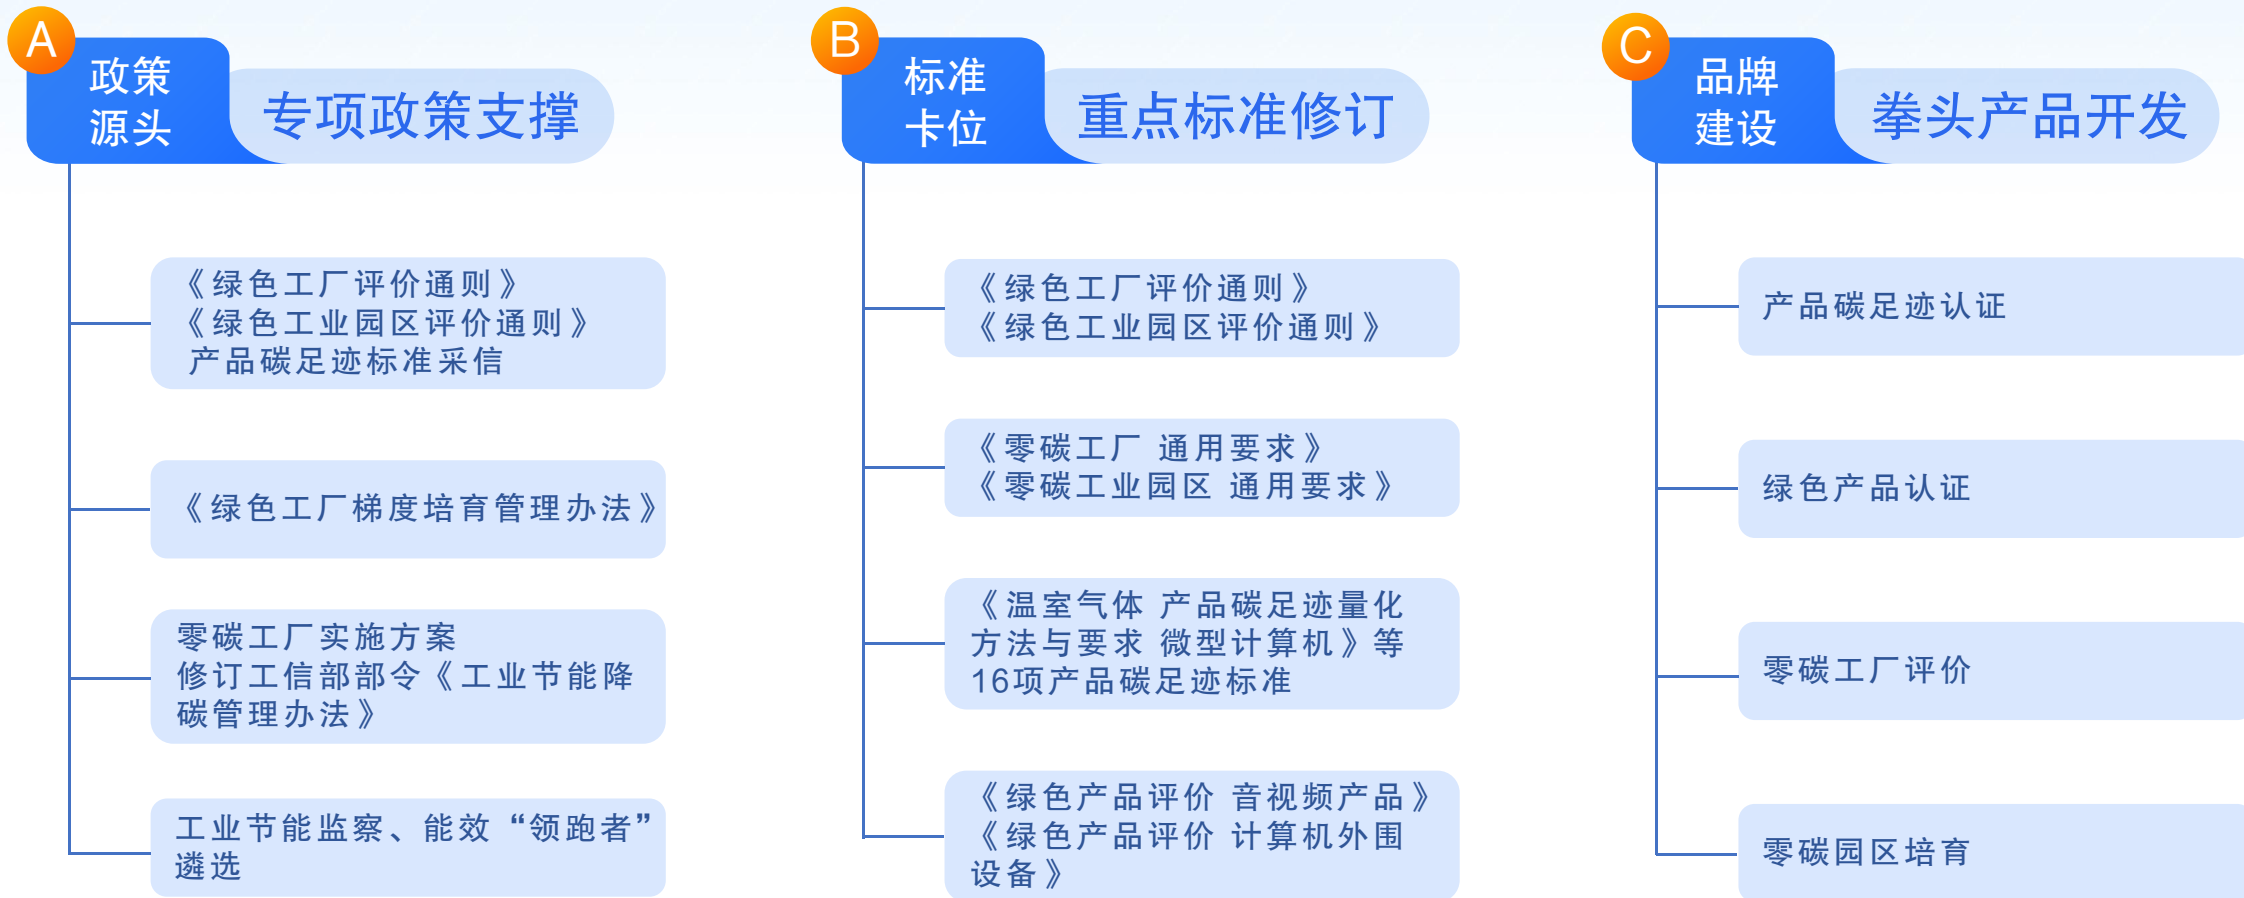 A
政策
源头
专项政策支撑
《绿色工厂评价通则》
《绿色工业园区评价通则》
产品碳足迹标准采信
《绿色工厂梯度培育管理办法》
零碳工厂实施方案
修订工信部部令《工业节能降
碳管理办法》
工业节能监察、能效“领跑者”
遴选
B
标准
卡位
重点标准修订
《绿色工厂评价通则》
《绿色工业园区评价通则》
《零碳工厂 通用要求》
《零碳工业园区 通用要求》
《温室气体 产品碳足迹量化
方法与要求 微型计算机》等
16项产品碳足迹标准
《绿色产品评价 音视频产品》
《绿色产品评价 计算机外围
设备》
C
品牌
建设
拳头产品开发
产品碳足迹认证
绿色产品认证
零碳工厂评价
零碳园区培育